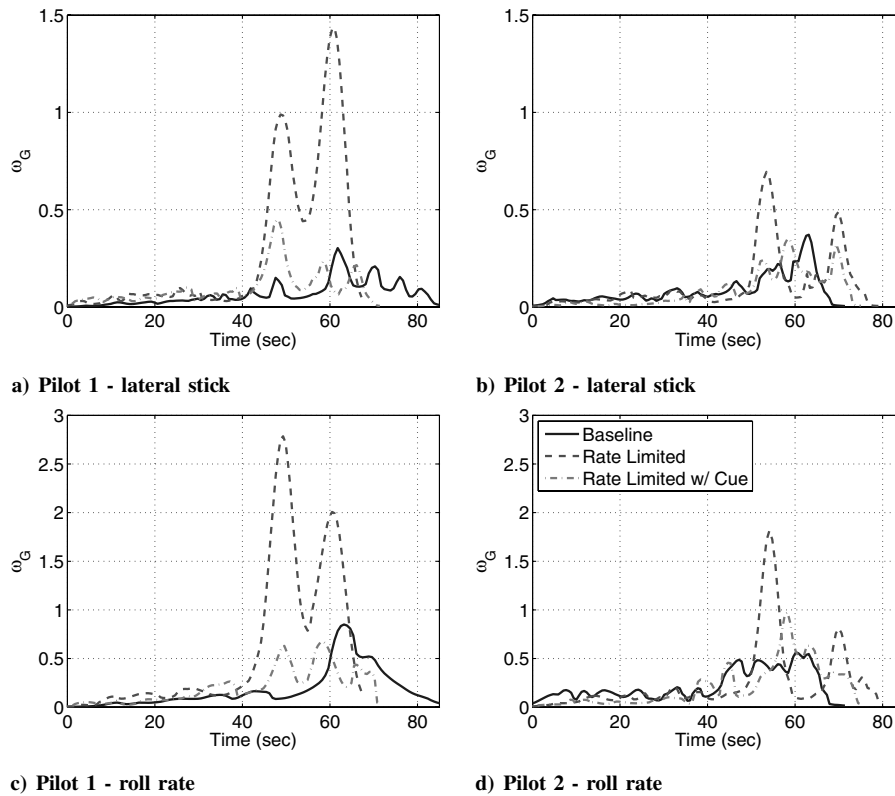 1.5
1
0.5
0
ω_G
0 20 40 60 80
Time (sec)
a) Pilot 1 - lateral stick
1.5
1
0.5
0
ω_G
0 20 40 60 80
Time (sec)
b) Pilot 2 - lateral stick
3
2.5
2
1.5
1
0.5
0
ω_G
0 20 40 60 80
Time (sec)
c) Pilot 1 - roll rate
3
2.5
2
1.5
1
0.5
0
ω_G
Baseline
Rate Limited
Rate Limited w/ Cue
0 20 40 60 80
Time (sec)
d) Pilot 2 - roll rate